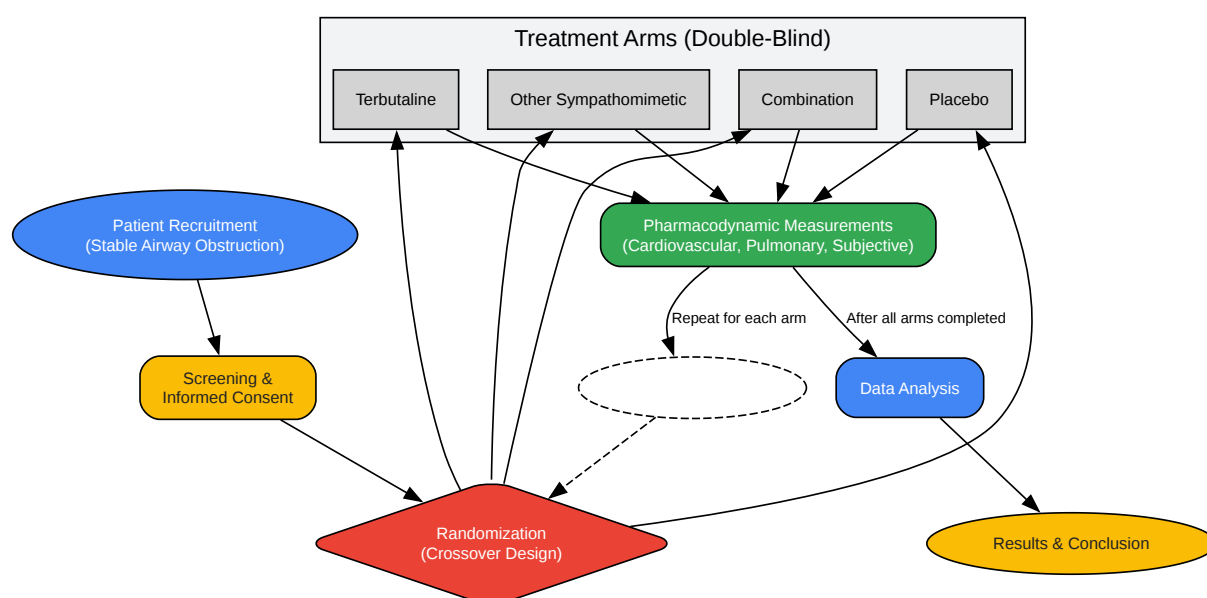 Treatment Arms (Double-Blind)
Terbutaline
Other Sympathomimetic
Combination
Placebo
Patient Recruitment
(Stable Airway Obstruction)
Pharmacodynamic Measurements
(Cardiovascular, Pulmonary, Subjective)
Repeat for each arm
After all arms completed
Screening &
Informed Consent
Data Analysis
Randomization
(Crossover Design)
Results & Conclusion